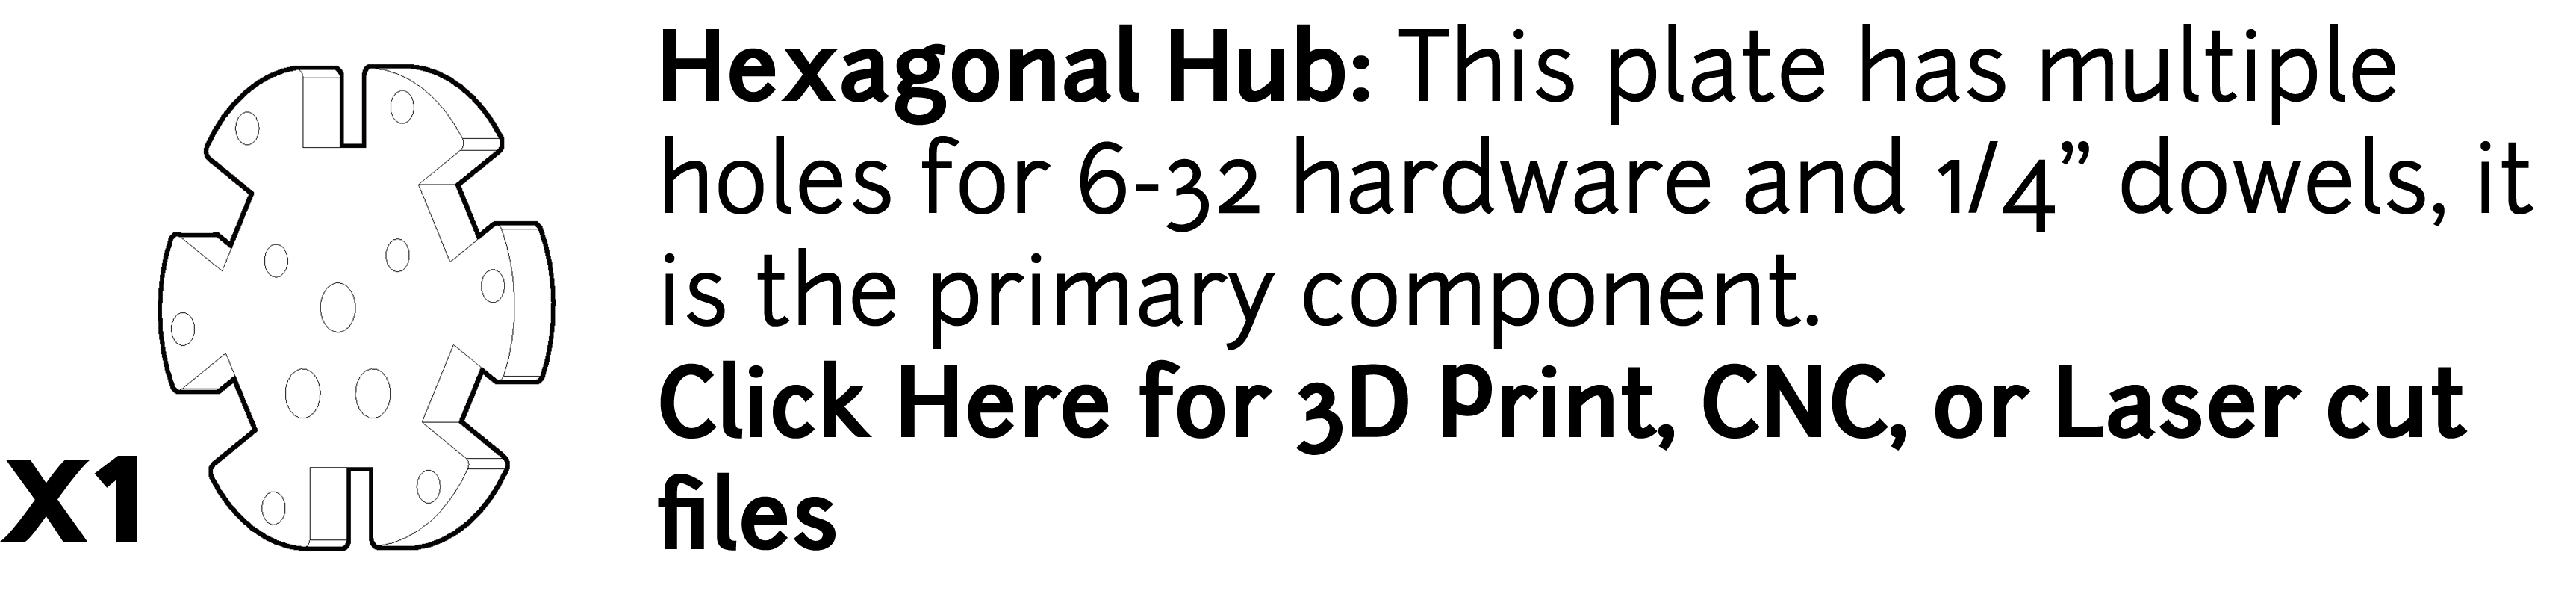 Hexagonal Hub: This plate has multiple
holes for 6-32 hardware and 1/4” dowels, it
is the primary component.
Click Here for 3D Print, CNC, or Laser cut
files
X1